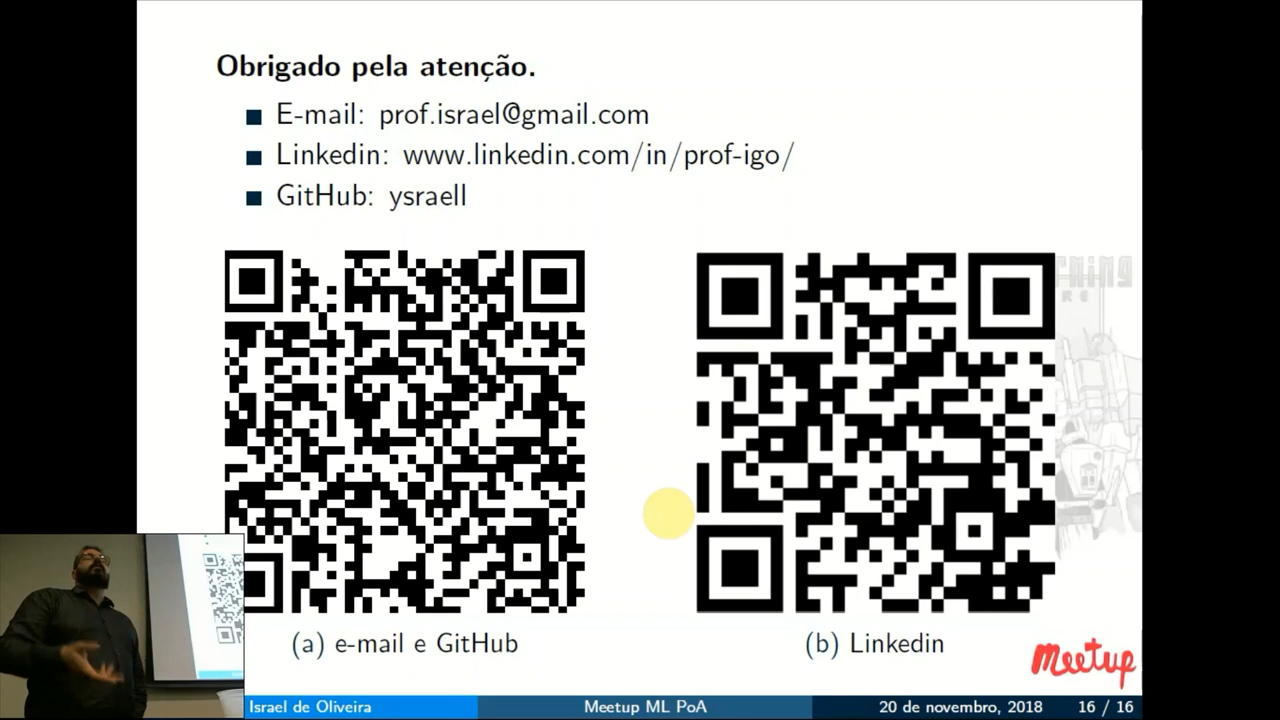 Obrigado pela atenção.
E-mail: prof.israel@gmail.com
Linkedin: www.linkedin.com/in/prof-igo/
GitHub: ysraell
(a) e-mail e GitHub
(b) Linkedin
Meetup
Israel de Oliveira
Meetup ML PoA
20 de novembro, 2018
16 / 16